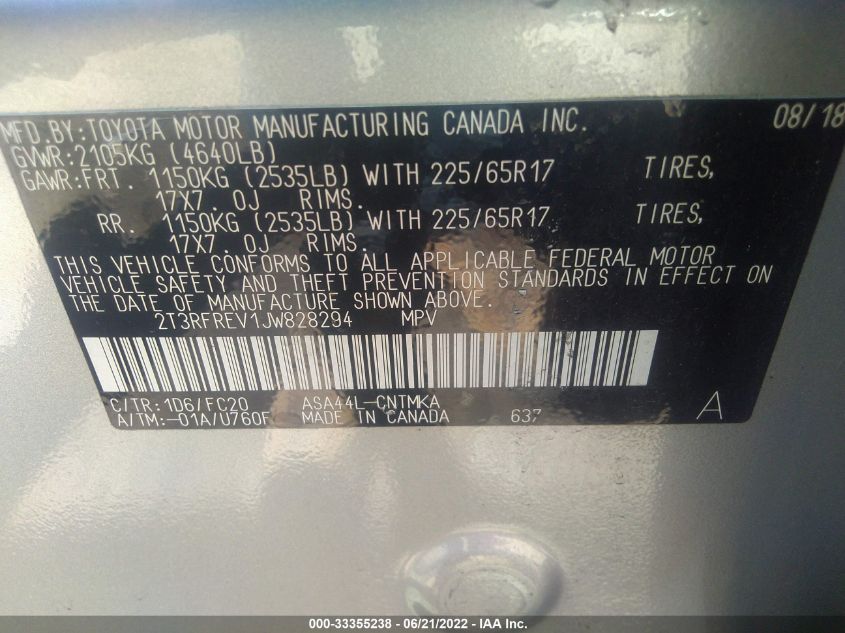 MFD.BY:TOYOTA MOTOR MANUFACTURING CANADA INC. 08/18
GVWR:2105KG (4640LB)
GAWR:FRT. 1150KG (2535LB) WITH 225/65R17 TIRES,
17X7.0J RIMS.
RR. 1150KG (2535LB) WITH 225/65R17 TIRES,
17X7.0J RIMS.
THIS VEHICLE CONFORMS TO ALL APPLICABLE FEDERAL MOTOR
VEHICLE SAFETY AND THEFT PREVENTION STANDARDS IN EFFECT ON
THE DATE OF MANUFACTURE SHOWN ABOVE.
2T3RFREV1JW828294 MPV
C/TR:1D6/FC20 ASA44L-CNTMKA
A/TM:-01A/U760F MADE IN CANADA 637 A
000-33355238 - 06/21/2022 - IAA Inc.